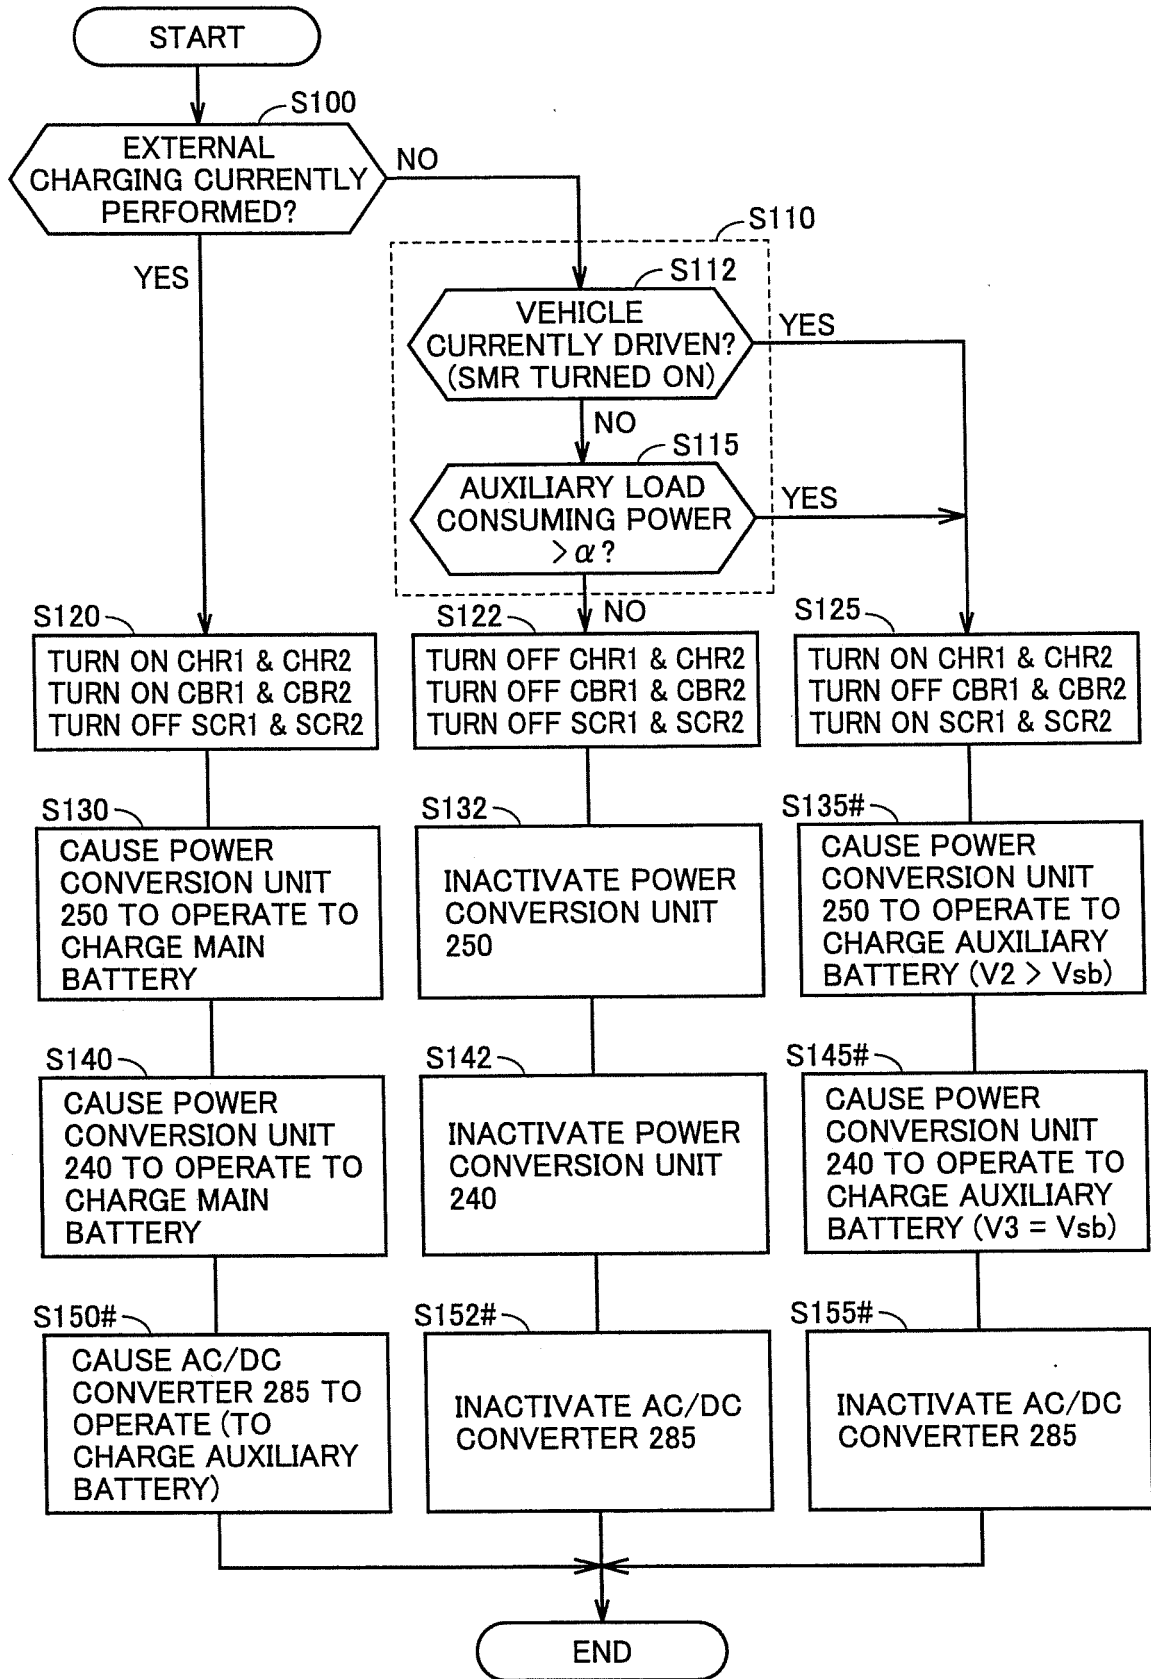 START
S100
EXTERNAL
CHARGING CURRENTLY
PERFORMED?
NO
YES
S110
S112
VEHICLE
CURRENTLY DRIVEN?
(SMR TURNED ON)
YES
NO
S115
AUXILIARY LOAD
CONSUMING POWER
> α?
YES
NO
S120
TURN ON CHR1 & CHR2
TURN ON CBR1 & CBR2
TURN OFF SCR1 & SCR2
S122
TURN OFF CHR1 & CHR2
TURN OFF CBR1 & CBR2
TURN OFF SCR1 & SCR2
S125
TURN ON CHR1 & CHR2
TURN OFF CBR1 & CBR2
TURN ON SCR1 & SCR2
S130
CAUSE POWER
CONVERSION UNIT
250 TO OPERATE TO
CHARGE MAIN
BATTERY
S132
INACTIVATE POWER
CONVERSION UNIT
250
S135#
CAUSE POWER
CONVERSION UNIT
250 TO OPERATE TO
CHARGE AUXILIARY
BATTERY (V2 > Vsb)
S140
CAUSE POWER
CONVERSION UNIT
240 TO OPERATE TO
CHARGE MAIN
BATTERY
S142
INACTIVATE POWER
CONVERSION UNIT
240
S145#
CAUSE POWER
CONVERSION UNIT
240 TO OPERATE TO
CHARGE AUXILIARY
BATTERY (V3 = Vsb)
S150#
CAUSE AC/DC
CONVERTER 285 TO
OPERATE (TO
CHARGE AUXILIARY
BATTERY)
S152#
INACTIVATE AC/DC
CONVERTER 285
S155#
INACTIVATE AC/DC
CONVERTER 285
END